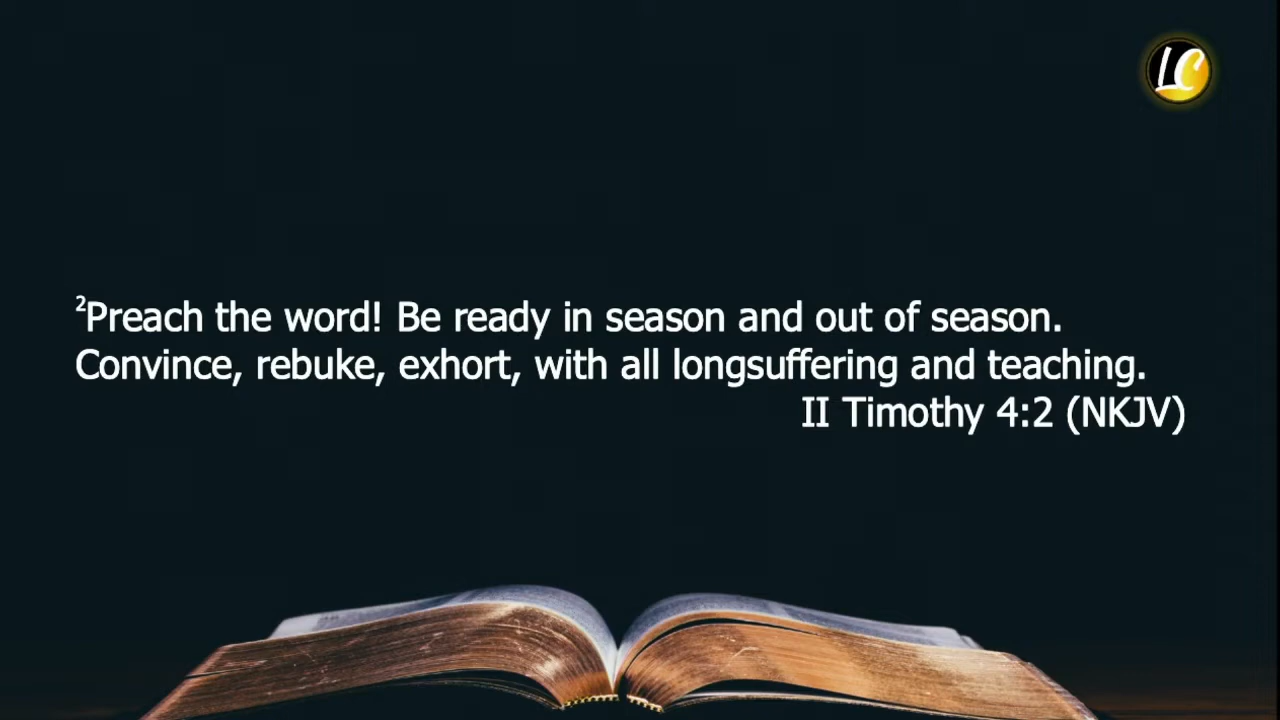 LC
²Preach the word! Be ready in season and out of season.
Convince, rebuke, exhort, with all longsuffering and teaching.
II Timothy 4:2 (NKJV)